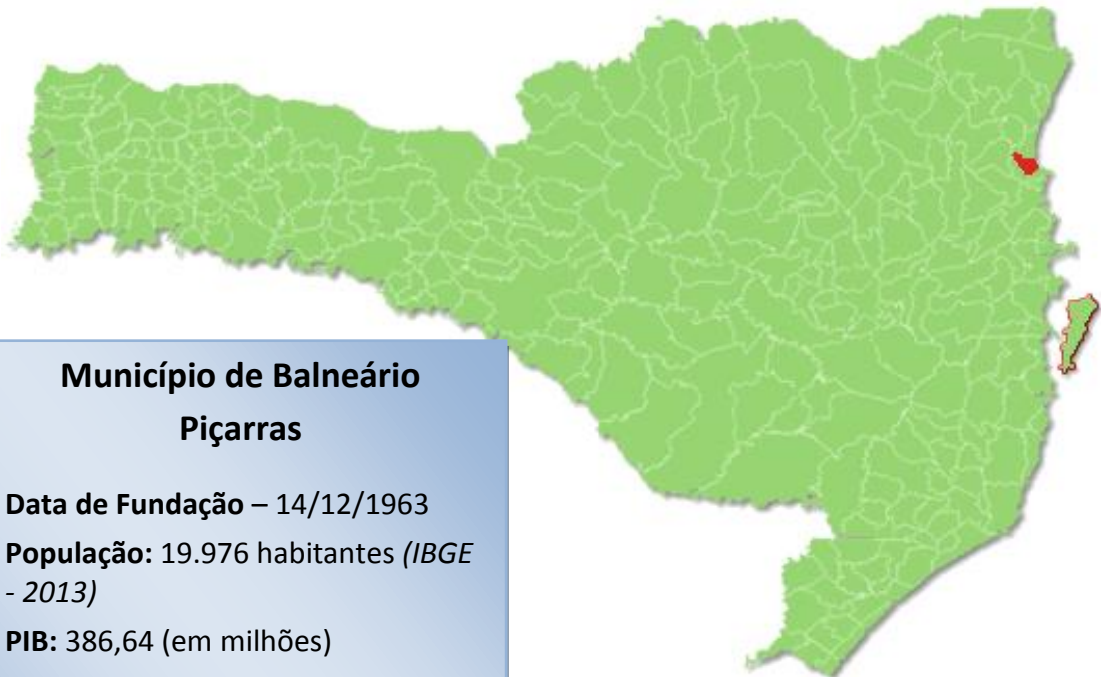 Município de Balneário
Piçarras
Data de Fundação – 14/12/1963
População: 19.976 habitantes (IBGE
- 2013)
PIB: 386,64 (em milhões)